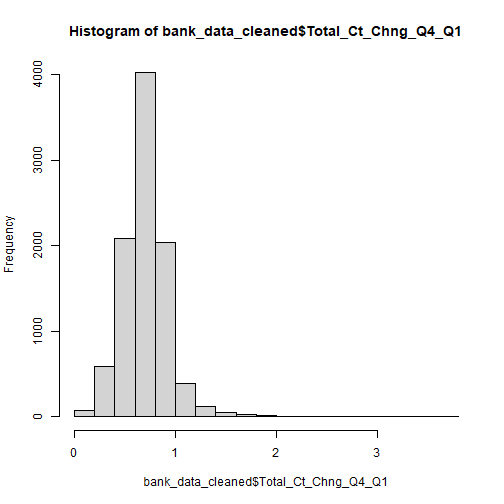 Histogram of bank_data_cleaned$Total_Ct_Chng_Q4_Q1
Frequency
4000
3000
2000
1000
0
0 1 2 3
bank_data_cleaned$Total_Ct_Chng_Q4_Q1